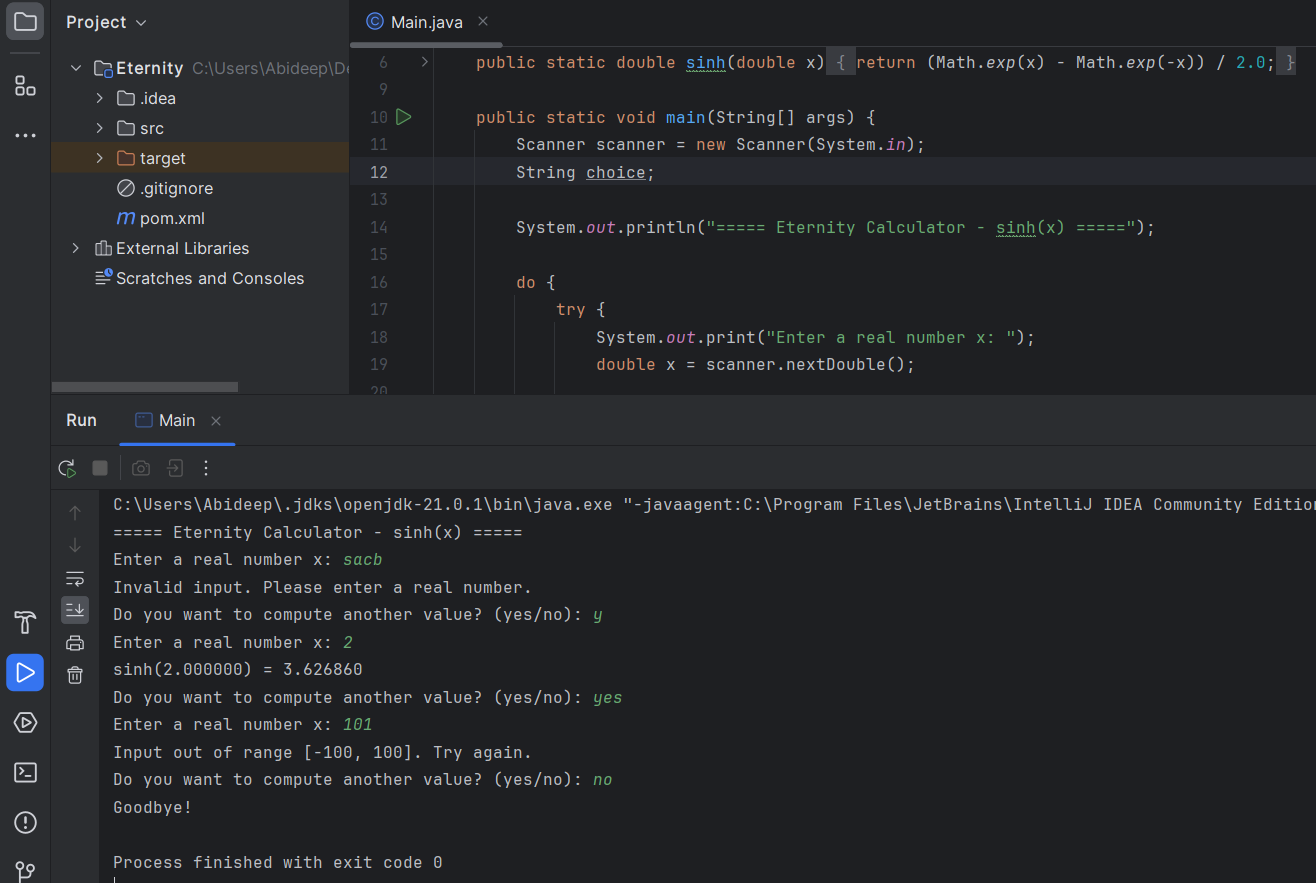 Project
Main.java
Eternity C:\Users\Abideep\De
.idea
src
target
.gitignore
pom.xml
External Libraries
Scratches and Consoles
6 public static double sinh(double x) { return (Math.exp(x) - Math.exp(-x)) / 2.0; }
9
10 public static void main(String[] args) {
11 Scanner scanner = new Scanner(System.in);
12 String choice;
13
14 System.out.println("===== Eternity Calculator - sinh(x) =====");
15
16 do {
17 try {
18 System.out.print("Enter a real number x: ");
19 double x = scanner.nextDouble();
20
Run
Main
C:\Users\Abideep\.jdks\openjdk-21.0.1\bin\java.exe "-javaagent:C:\Program Files\JetBrains\IntelliJ IDEA Community Edition
===== Eternity Calculator - sinh(x) =====
Enter a real number x: sacb
Invalid input. Please enter a real number.
Do you want to compute another value? (yes/no): y
Enter a real number x: 2
sinh(2.000000) = 3.626860
Do you want to compute another value? (yes/no): yes
Enter a real number x: 101
Input out of range [-100, 100]. Try again.
Do you want to compute another value? (yes/no): no
Goodbye!
Process finished with exit code 0